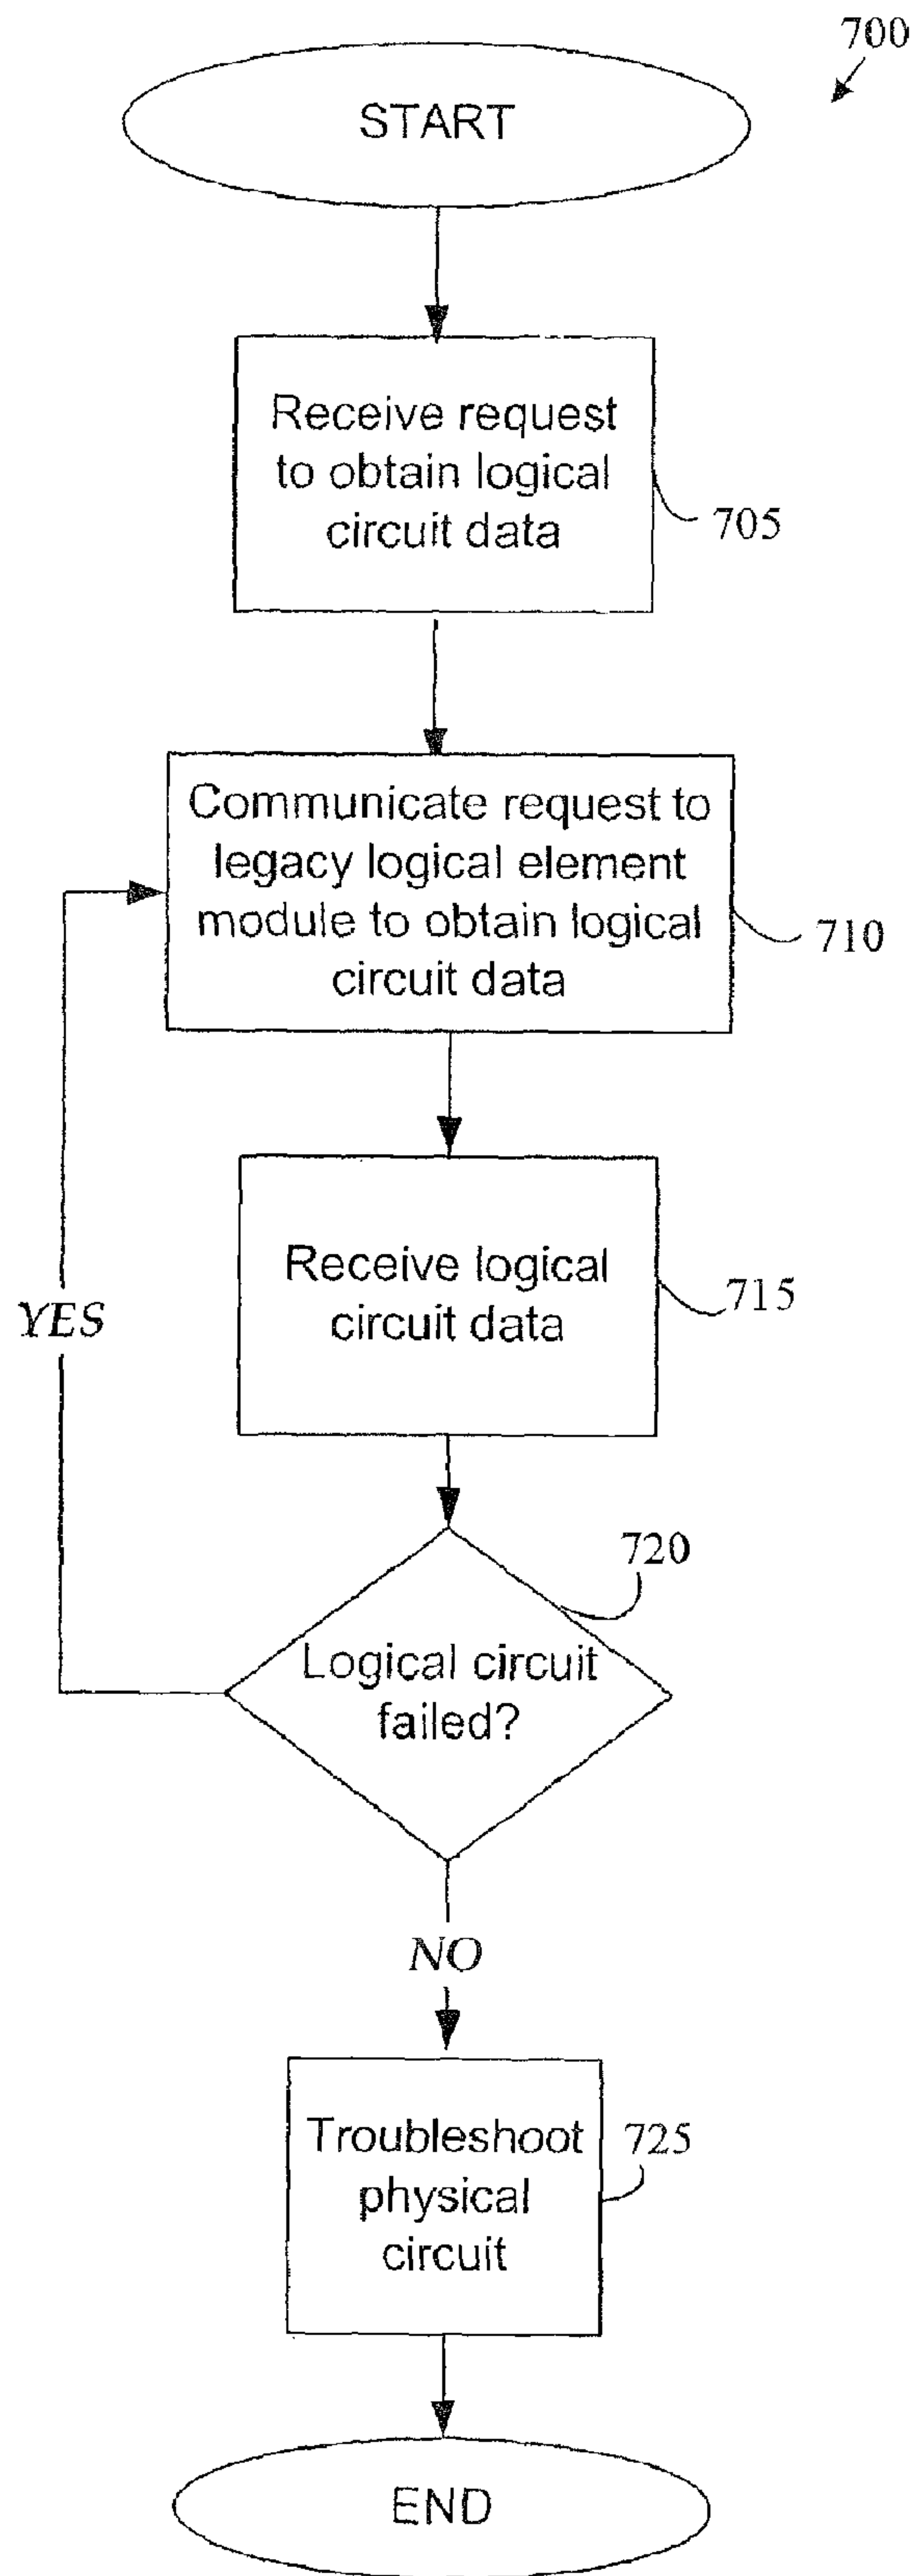 700
START
Receive request
to obtain logical
circuit data
705
Communicate request to
legacy logical element
module to obtain logical
circuit data
710
Receive logical
circuit data
715
YES
720
Logical circuit
failed?
NO
Troubleshoot
physical
circuit
725
END